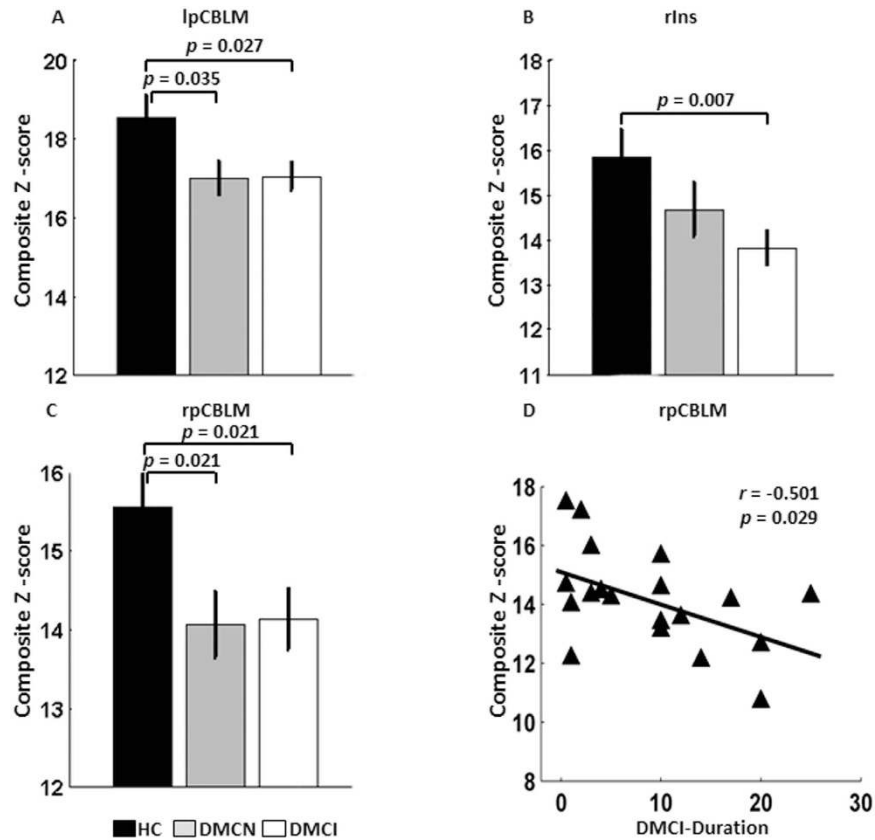 A
lpCBLM
p = 0.027
p = 0.035
20
18
16
14
12
Composite Z -score
B
rIns
p = 0.007
18
17
16
15
14
13
12
11
Composite Z -score
C
rpCBLM
p = 0.021
p = 0.021
16
15
14
13
12
Composite Z -score
HC DMCN DMCI
D
rpCBLM
r = -0.501
p = 0.029
18
16
14
12
10
8
Composite Z -score
0 10 20 30
DMCI-Duration